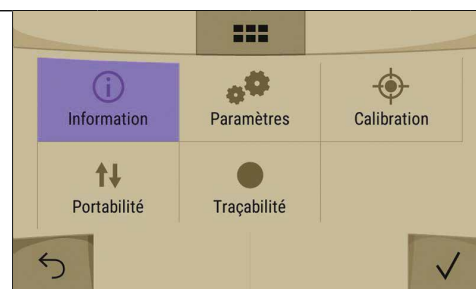 Information
Paramètres
Calibration
Portabilité
Traçabilité